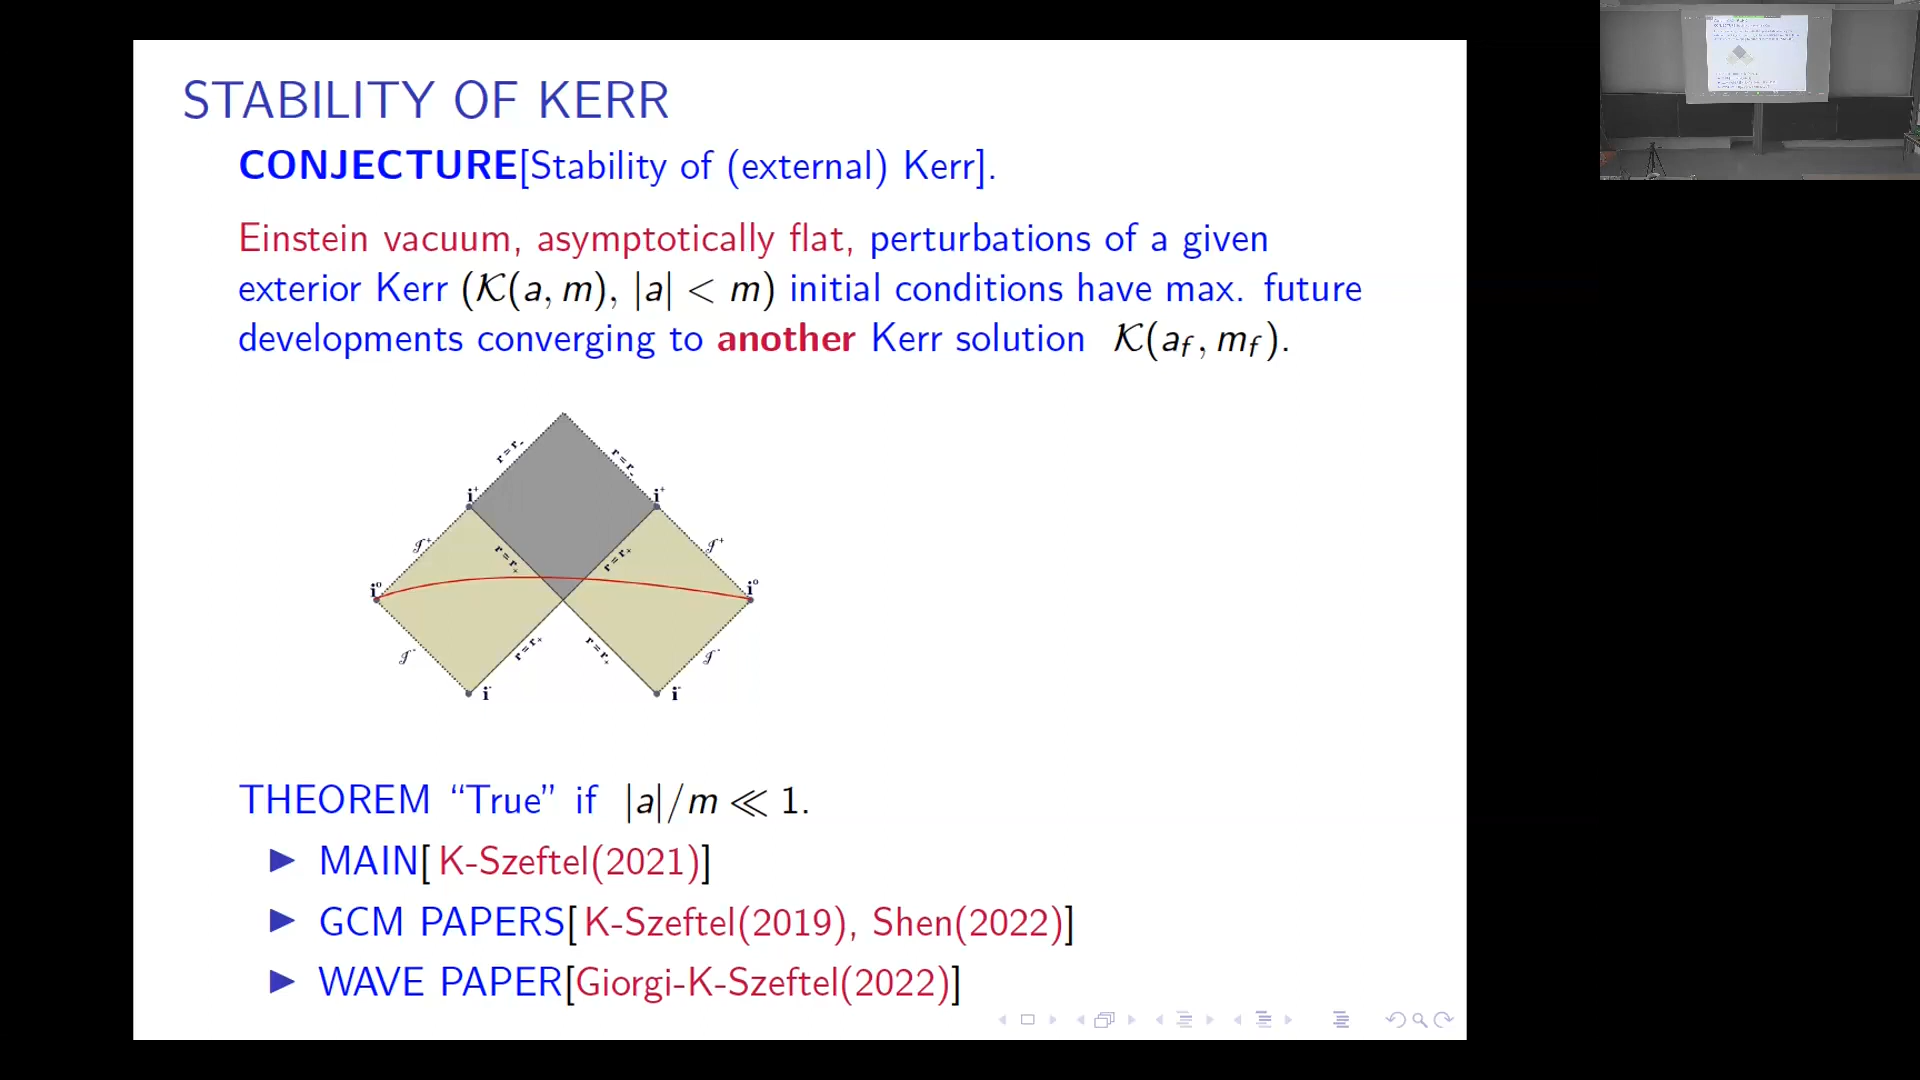 STABILITY OF KERR
CONJECTURE[Stability of (external) Kerr].
Einstein vacuum, asymptotically flat, perturbations of a given
exterior Kerr (𝒦(a, m), |a| < m) initial conditions have max. future
developments converging to another Kerr solution 𝒦(a_f, m_f).
r = r₋
r = r₋
i⁺
i⁺
𝒥⁺
r = r₊
r = r₊
𝒥⁺
i⁰
i⁰
𝒥⁻
r = r₊
r = r₊
𝒥⁻
i⁻
i⁻
THEOREM “True” if |a|/m ≪ 1.
▶ MAIN[ K-Szeftel(2021)]
▶ GCM PAPERS[ K-Szeftel(2019), Shen(2022)]
▶ WAVE PAPER[Giorgi-K-Szeftel(2022)]